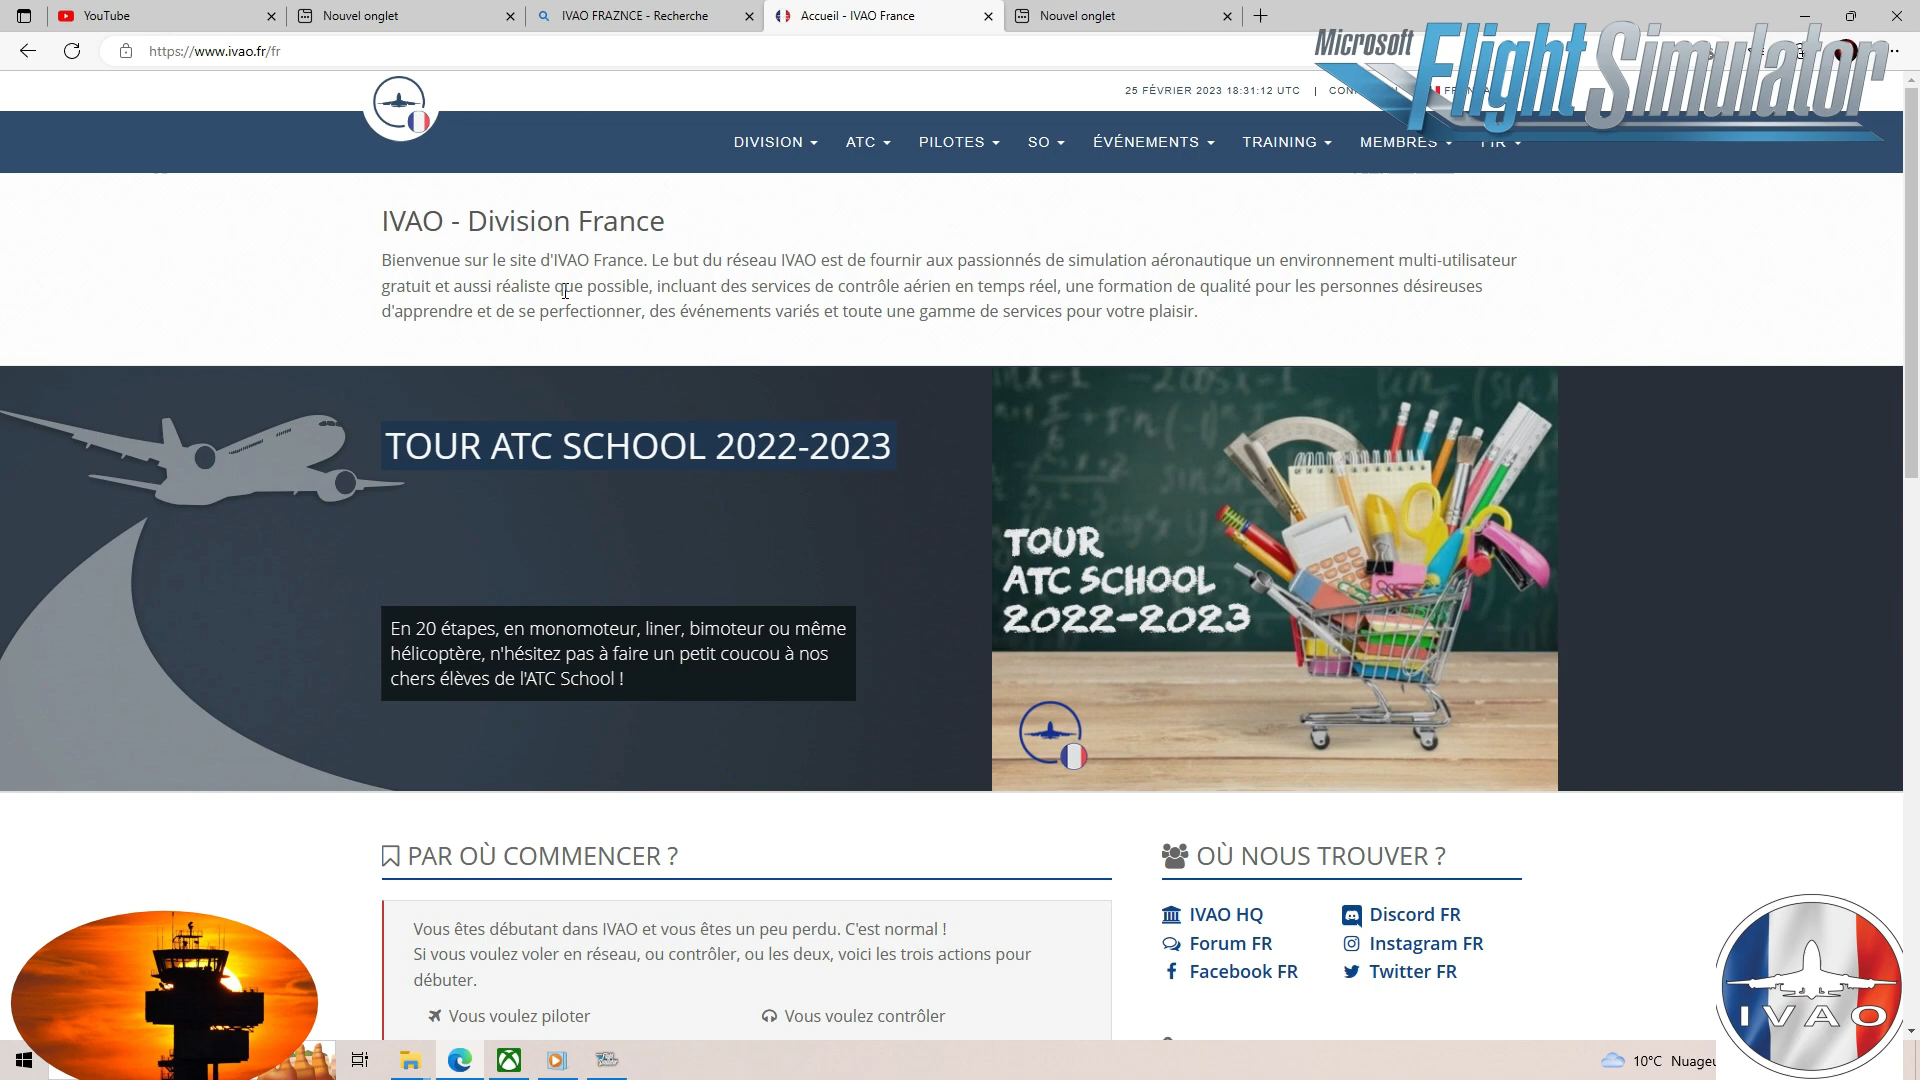 YouTube
Nouvel onglet
IVAO FRAZNCE - Recherche
Accueil - IVAO France
Nouvel onglet
https://www.ivao.fr/fr
Microsoft
Flight Simulator
25 FÉVRIER 2023 18:31:12 UTC |
DIVISION
ATC
PILOTES
SO
ÉVÉNEMENTS
TRAINING
MEMBRES
FIR
IVAO - Division France
Bienvenue sur le site d'IVAO France. Le but du réseau IVAO est de fournir aux passionnés de simulation aéronautique un environnement multi-utilisateur
gratuit et aussi réaliste que possible, incluant des services de contrôle aérien en temps réel, une formation de qualité pour les personnes désireuses
d'apprendre et de se perfectionner, des événements variés et toute une gamme de services pour votre plaisir.
TOUR ATC SCHOOL 2022-2023
En 20 étapes, en monomoteur, liner, bimoteur ou même
hélicoptère, n'hésitez pas à faire un petit coucou à nos
chers élèves de l'ATC School !
TOUR
ATC SCHOOL
2022-2023
PAR OÙ COMMENCER ?
Vous êtes débutant dans IVAO et vous êtes un peu perdu. C'est normal !
Si vous voulez voler en réseau, ou contrôler, ou les deux, voici les trois actions pour
débuter.
Vous voulez piloter
Vous voulez contrôler
OÙ NOUS TROUVER ?
IVAO HQ
Discord FR
Forum FR
Instagram FR
Facebook FR
Twitter FR
IVAO
10°C